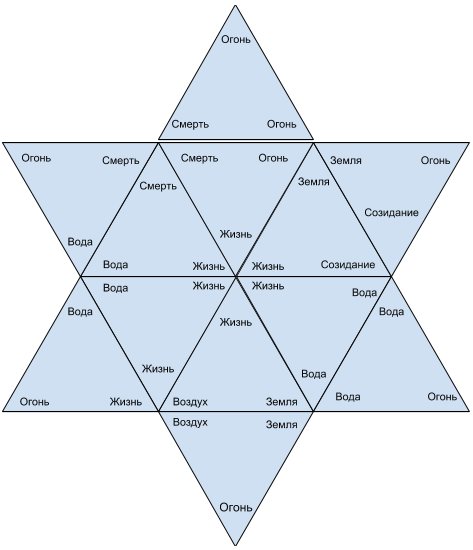 Огонь
Смерть Огонь
Огонь Смерть Смерть Огонь Земля Огонь
Смерть Земля
Созидание
Вода Жизнь
Вода Жизнь Жизнь Созидание
Вода Жизнь Жизнь Вода
Вода Жизнь Вода
Жизнь Вода
Огонь Жизнь Воздух Земля Вода Огонь
Воздух Земля
Огонь